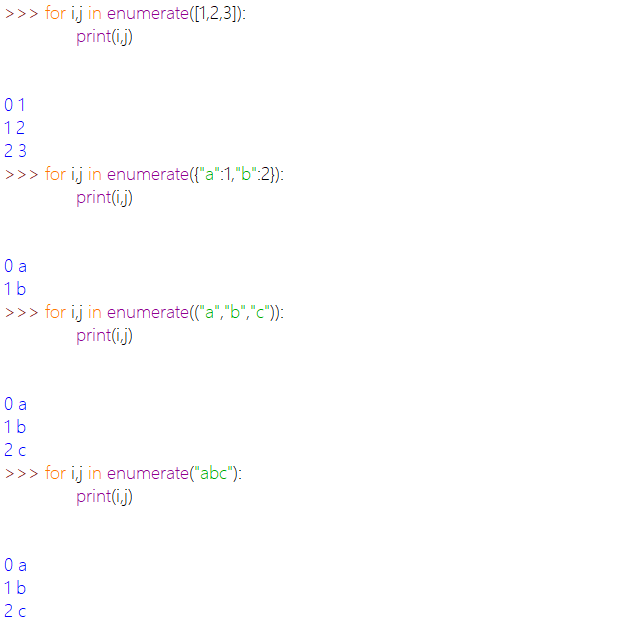 >>> for i,j in enumerate([1,2,3]):
print(i,j)
0 1
1 2
2 3
>>> for i,j in enumerate({"a":1,"b":2}):
print(i,j)
0 a
1 b
>>> for i,j in enumerate(("a","b","c")):
print(i,j)
0 a
1 b
2 c
>>> for i,j in enumerate("abc"):
print(i,j)
0 a
1 b
2 c